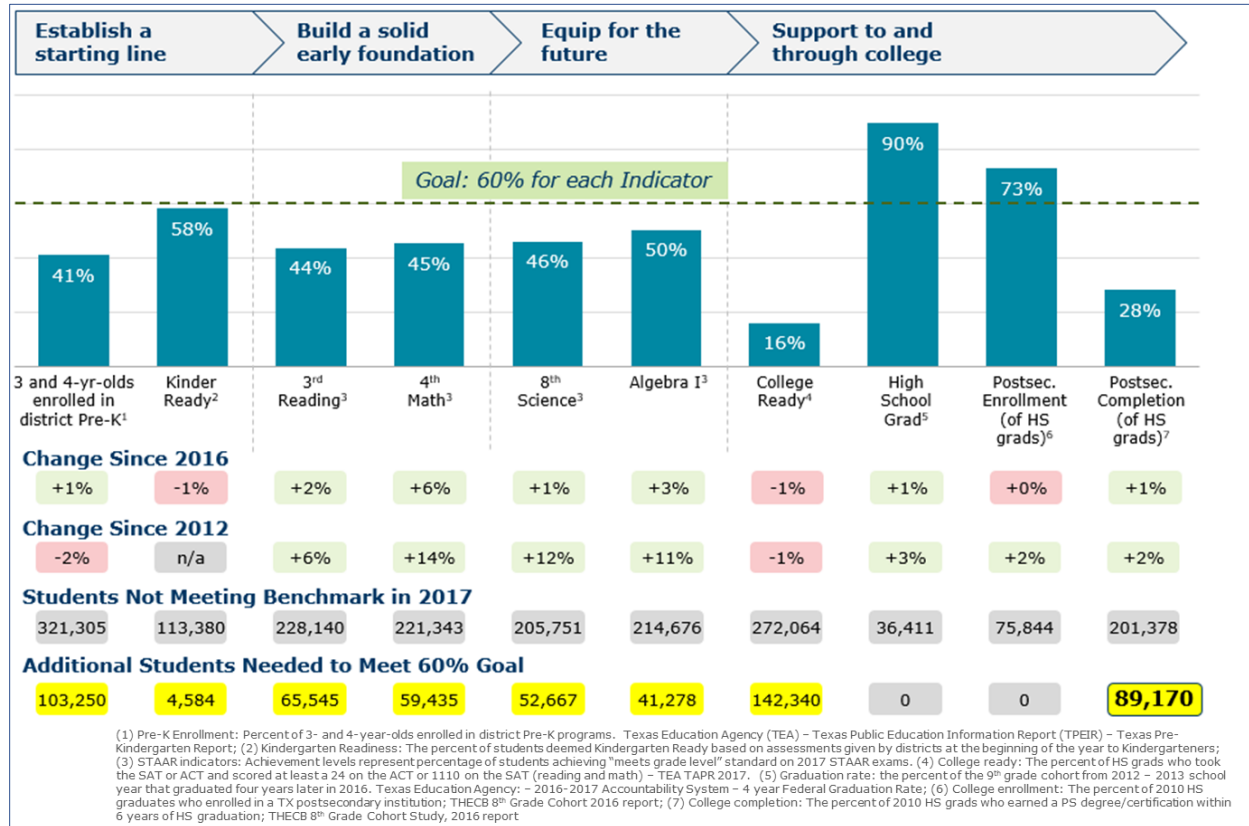 Establish a
starting line
Build a solid
early foundation
Equip for the
future
Support to and
through college
Goal: 60% for each Indicator
41%
58%
44%
45%
46%
50%
16%
90%
73%
28%
3 and 4-yr-olds
enrolled in
district Pre-K¹
Kinder
Ready²
3rd
Reading³
4th
Math³
8th
Science³
Algebra I³
College
Ready⁴
High
School
Grad⁵
Postsec.
Enrollment
(of HS
grads)⁶
Postsec.
Completion
(of HS
grads)⁷
Change Since 2016
+1% -1% +2% +6% +1% +3% -1% +1% +0% +1%
Change Since 2012
-2% n/a +6% +14% +12% +11% -1% +3% +2% +2%
Students Not Meeting Benchmark in 2017
321,305 113,380 228,140 221,343 205,751 214,676 272,064 36,411 75,844 201,378
Additional Students Needed to Meet 60% Goal
103,250 4,584 65,545 59,435 52,667 41,278 142,340 0 0 89,170
(1) Pre-K Enrollment: Percent of 3- and 4-year-olds enrolled in district Pre-K programs. Texas Education Agency (TEA) – Texas Public Education Information Report (TPEIR) – Texas Pre-
Kindergarten Report; (2) Kindergarten Readiness: The percent of students deemed Kindergarten Ready based on assessments given by districts at the beginning of the year to Kindergarteners;
(3) STAAR indicators: Achievement levels represent percentage of students achieving “meets grade level” standard on 2017 STAAR exams. (4) College ready: The percent of HS grads who took
the SAT or ACT and scored at least a 24 on the ACT or 1110 on the SAT (reading and math) – TEA TAPR 2017. (5) Graduation rate: the percent of the 9th grade cohort from 2012 – 2013 school
year that graduated four years later in 2016. Texas Education Agency: – 2016-2017 Accountability System – 4 year Federal Graduation Rate; (6) College enrollment: The percent of 2010 HS
graduates who enrolled in a TX postsecondary institution; THECB 8th Grade Cohort 2016 report; (7) College completion: The percent of 2010 HS grads who earned a PS degree/certification within
6 years of HS graduation; THECB 8th Grade Cohort Study, 2016 report